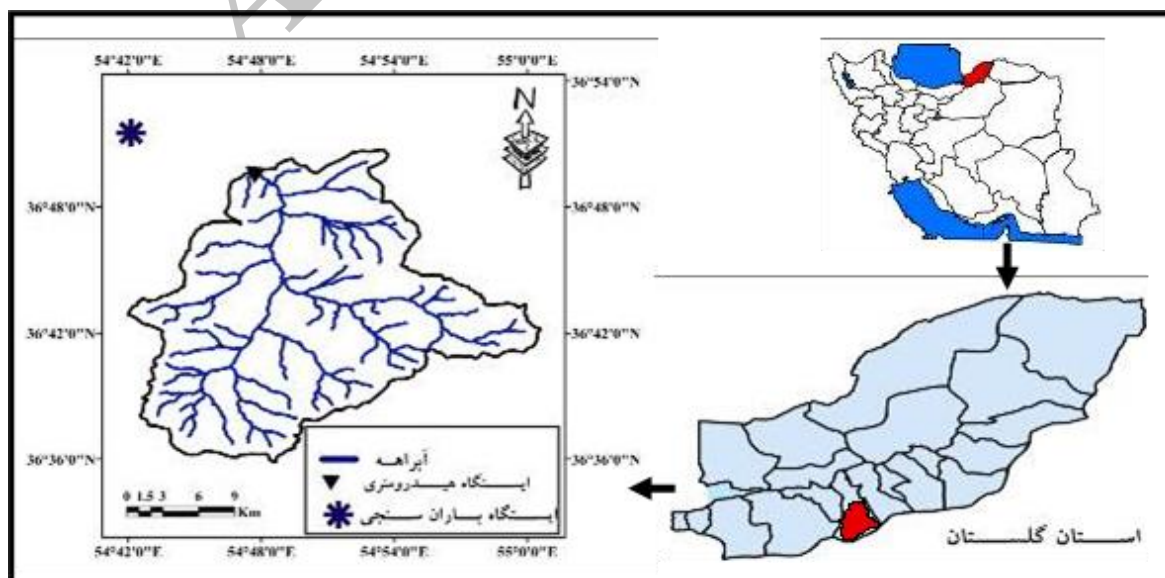 A
54°42'0"E 54°48'0"E 54°54'0"E 55°0'0"E
36°54'0"N
N
36°48'0"N 36°48'0"N
36°42'0"N 36°42'0"N
36°36'0"N 36°36'0"N
آبراهه
ایستگاه هیدرومتری
ایستگاه باران سنجی
0 1.5 3 6 9
Km
54°42'0"E 54°48'0"E 54°54'0"E 55°0'0"E
استان گلستان